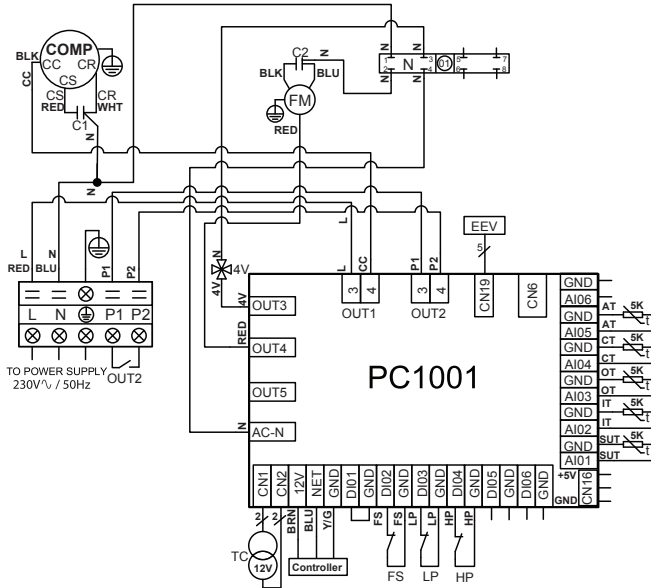 BLK
COMP
CC
CR
CS
CC
CS
RED
CR
WHT
C1
N
N
C2
N
BLK
BLU
FM
RED
N
N
1
2
N
3
4
01
5
6
7
8
N
N
L
RED
N
BLU
P1
P2
L
N
P1
P2
TO POWER SUPPLY
230V / 50Hz
OUT2
N
4V
4V
4V
RED
N
L
CC
P1
P2
3
4
3
4
OUT1
OUT2
EEV
5
CN19
CN6
OUT3
OUT4
OUT5
AC-N
PC1001
GND
AI06
GND
AI05
GND
AI04
GND
AI03
GND
AI02
GND
AI01
AT
5K
t
AT
CT
5K
t
CT
OT
5K
t
OT
IT
5K
t
IT
SUT
5K
t
SUT
+5V
GND
CN16
CN1
CN2
12V
NET
GND
DI01
GND
DI02
GND
DI03
GND
DI04
GND
DI05
GND
DI06
GND
2
2
BRN
BLU
Y/G
FS
FS
LP
LP
HP
HP
TC
12V
Controller
FS
LP
HP